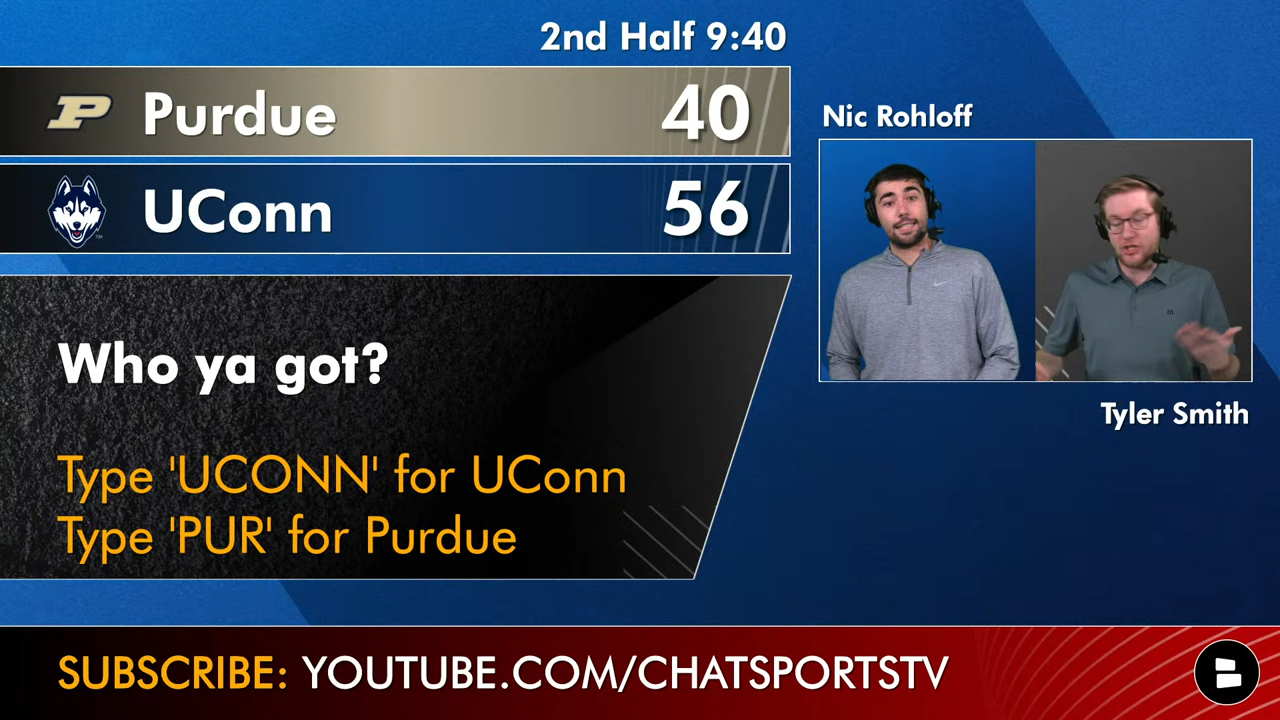 2nd Half 9:40
P Purdue 40
UConn 56
Nic Rohloff
Tyler Smith
Who ya got?
Type 'UCONN' for UConn
Type 'PUR' for Purdue
SUBSCRIBE: YOUTUBE.COM/CHATSPORTSTV